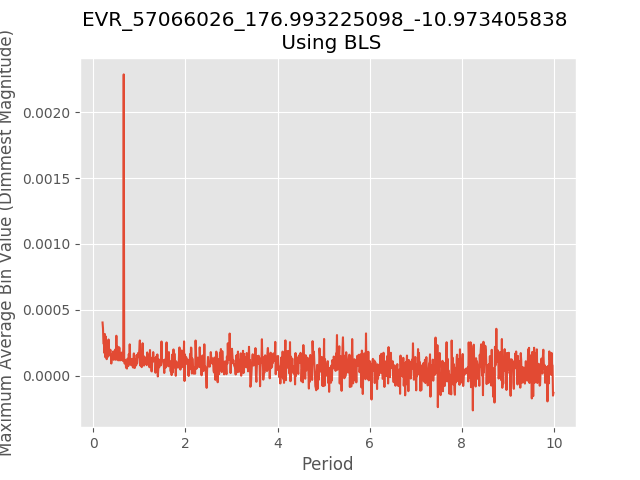 EVR_57066026_176.993225098_-10.973405838
Using BLS
Maximum Average Bin Value (Dimmest Magnitude)
0.0020
0.0015
0.0010
0.0005
0.0000
0
2
4
6
8
10
Period